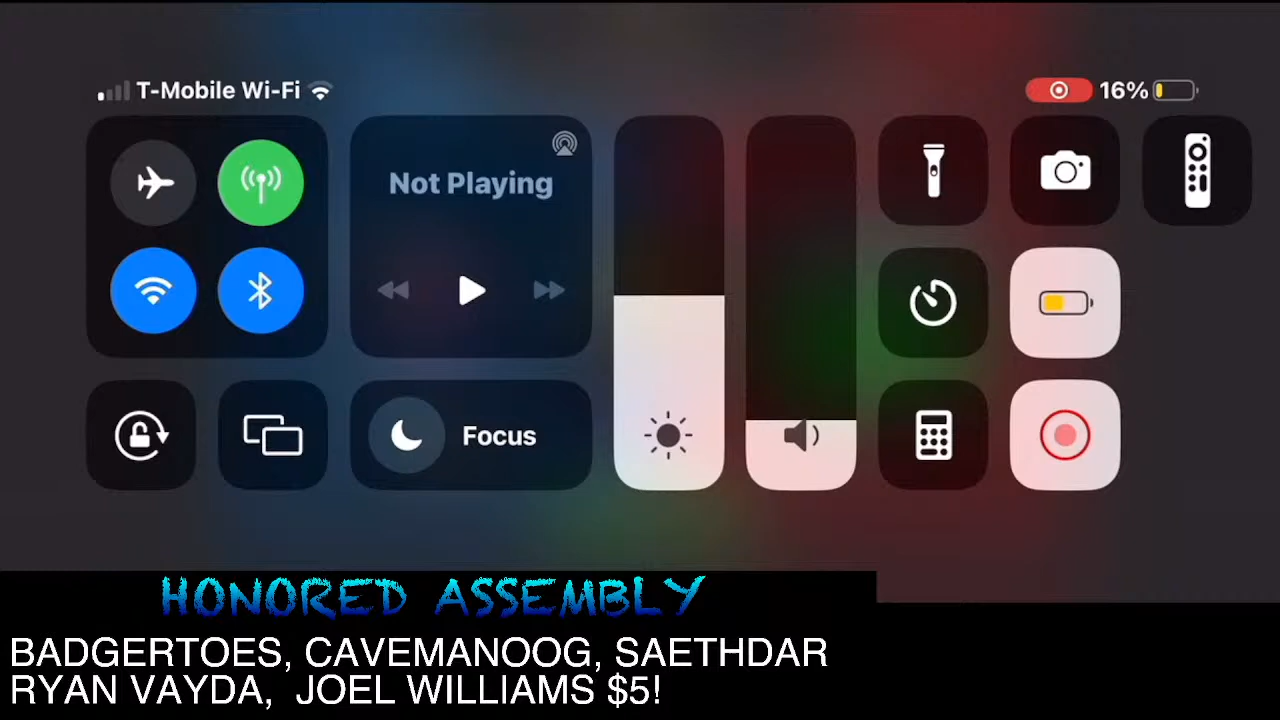 T-Mobile Wi-Fi
16%
Not Playing
Focus
HONORED ASSEMBLY
BADGERTOES, CAVEMANOOG, SAETHDAR
RYAN VAYDA, JOEL WILLIAMS $5!